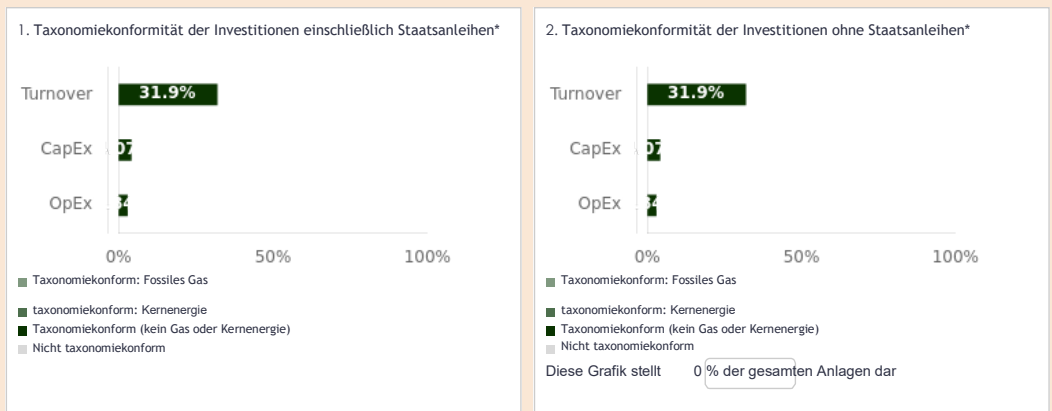 1. Taxonomiekonformität der Investitionen einschließlich Staatsanleihen*
Turnover
31.9%
CapEx
OpEx
0%
50%
100%
Taxonomiekonform: Fossiles Gas
taxonomiekonform: Kernenergie
Taxonomiekonform (kein Gas oder Kernenergie)
Nicht taxonomiekonform
2. Taxonomiekonformität der Investitionen ohne Staatsanleihen*
Turnover
31.9%
CapEx
OpEx
0%
50%
100%
Taxonomiekonform: Fossiles Gas
taxonomiekonform: Kernenergie
Taxonomiekonform (kein Gas oder Kernenergie)
Nicht taxonomiekonform
Diese Grafik stellt 0 % der gesamten Anlagen dar